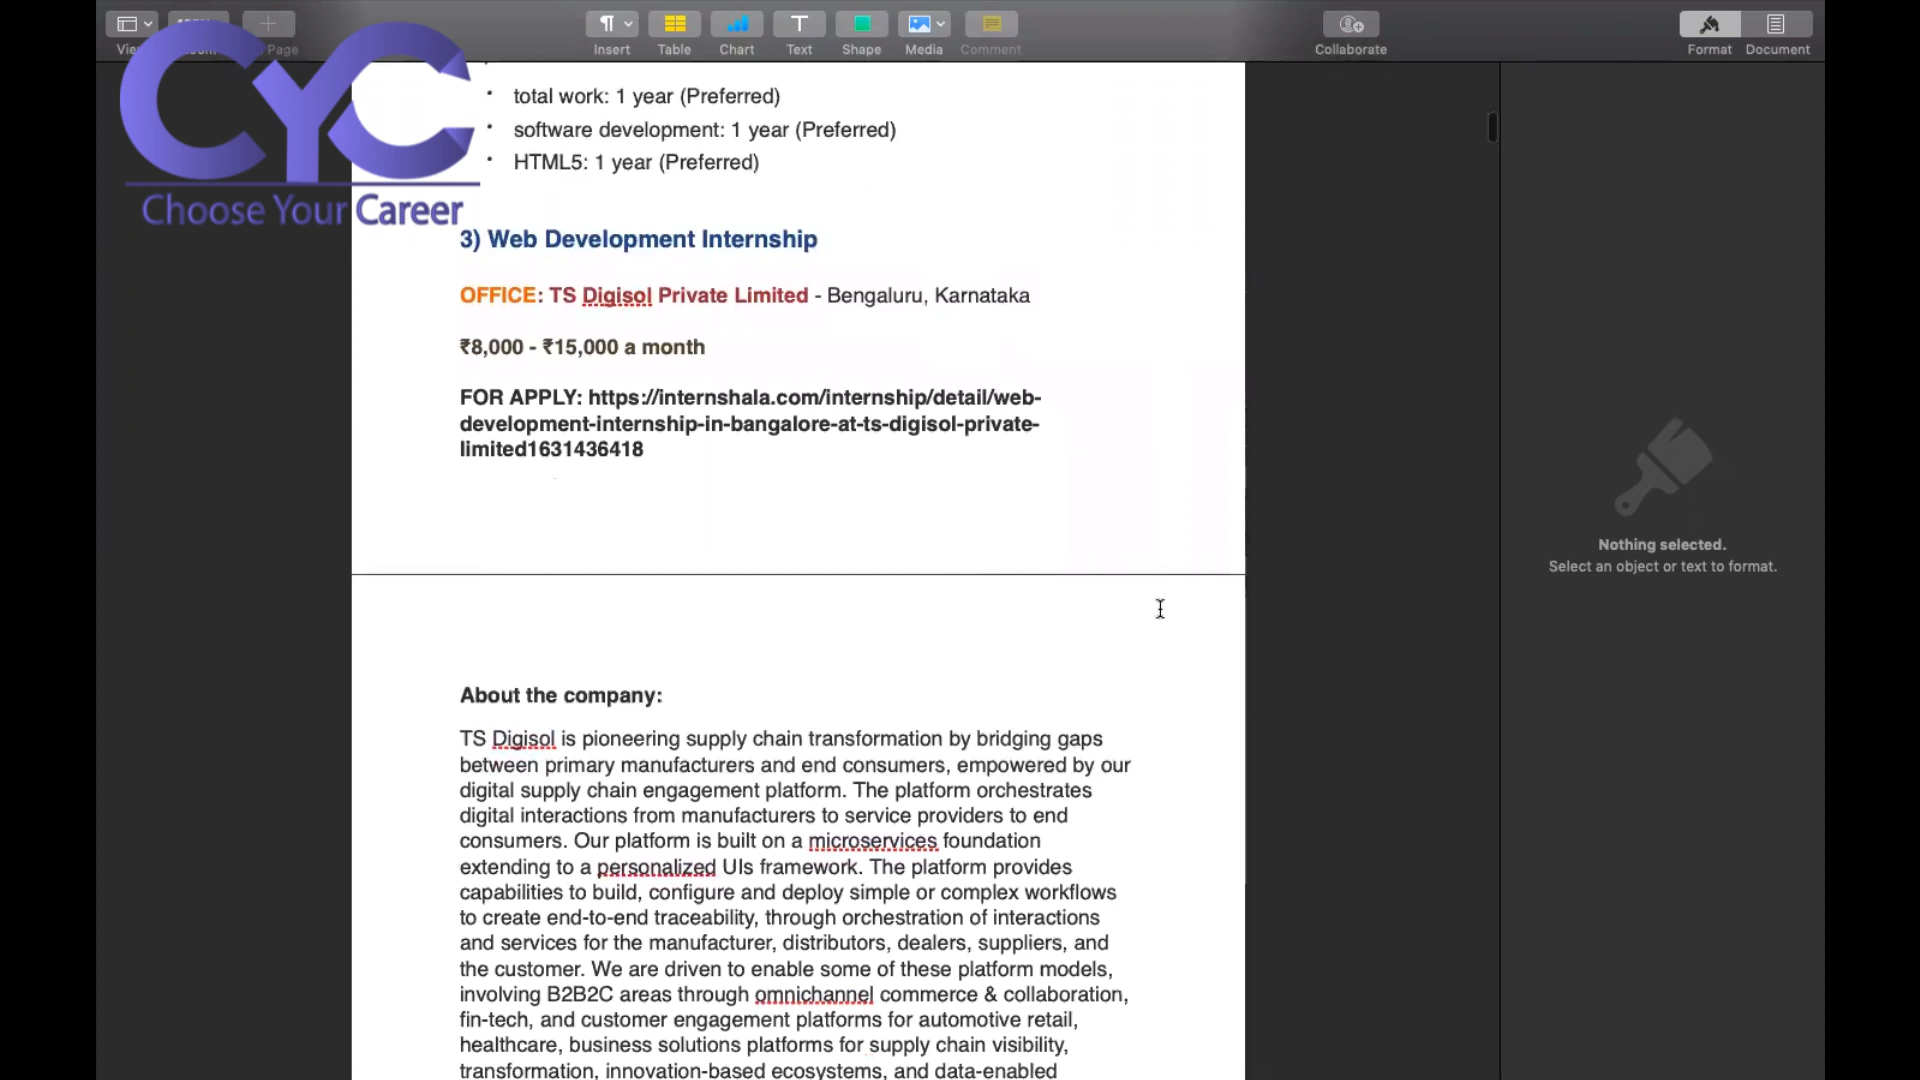 Insert
Table
Chart
Text
Shape
Media
Comment
Collaborate
Format
Document
Page
CYC
Choose Your Career
• total work: 1 year (Preferred)
• software development: 1 year (Preferred)
• HTML5: 1 year (Preferred)
3) Web Development Internship
OFFICE: TS Digisol Private Limited - Bengaluru, Karnataka
₹8,000 - ₹15,000 a month
FOR APPLY: https://internshala.com/internship/detail/web-
development-internship-in-bangalore-at-ts-digisol-private-
limited1631436418
Nothing selected.
Select an object or text to format.
About the company:
TS Digisol is pioneering supply chain transformation by bridging gaps
between primary manufacturers and end consumers, empowered by our
digital supply chain engagement platform. The platform orchestrates
digital interactions from manufacturers to service providers to end
consumers. Our platform is built on a microservices foundation
extending to a personalized UIs framework. The platform provides
capabilities to build, configure and deploy simple or complex workflows
to create end-to-end traceability, through orchestration of interactions
and services for the manufacturer, distributors, dealers, suppliers, and
the customer. We are driven to enable some of these platform models,
involving B2B2C areas through omnichannel commerce & collaboration,
fin-tech, and customer engagement platforms for automotive retail,
healthcare, business solutions platforms for supply chain visibility,
transformation, innovation-based ecosystems, and data-enabled